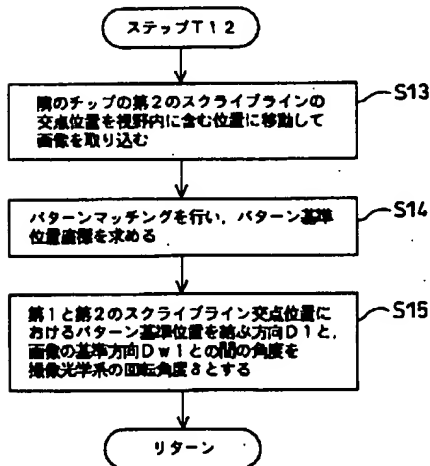 ステップT12
隣のチップの第2のスクライブラインの
交点位置を視野内に含む位置に移動して
画像を取り込む
S13
パターンマッチングを行い，パターン基準
位置座標を求める
S14
第1と第2のスクライブライン交点位置に
おけるパターン基準位置を結ぶ方向D1と，
画像の基準方向Dw1との間の角度を
撮像光学系の回転角度δとする
S15
リターン